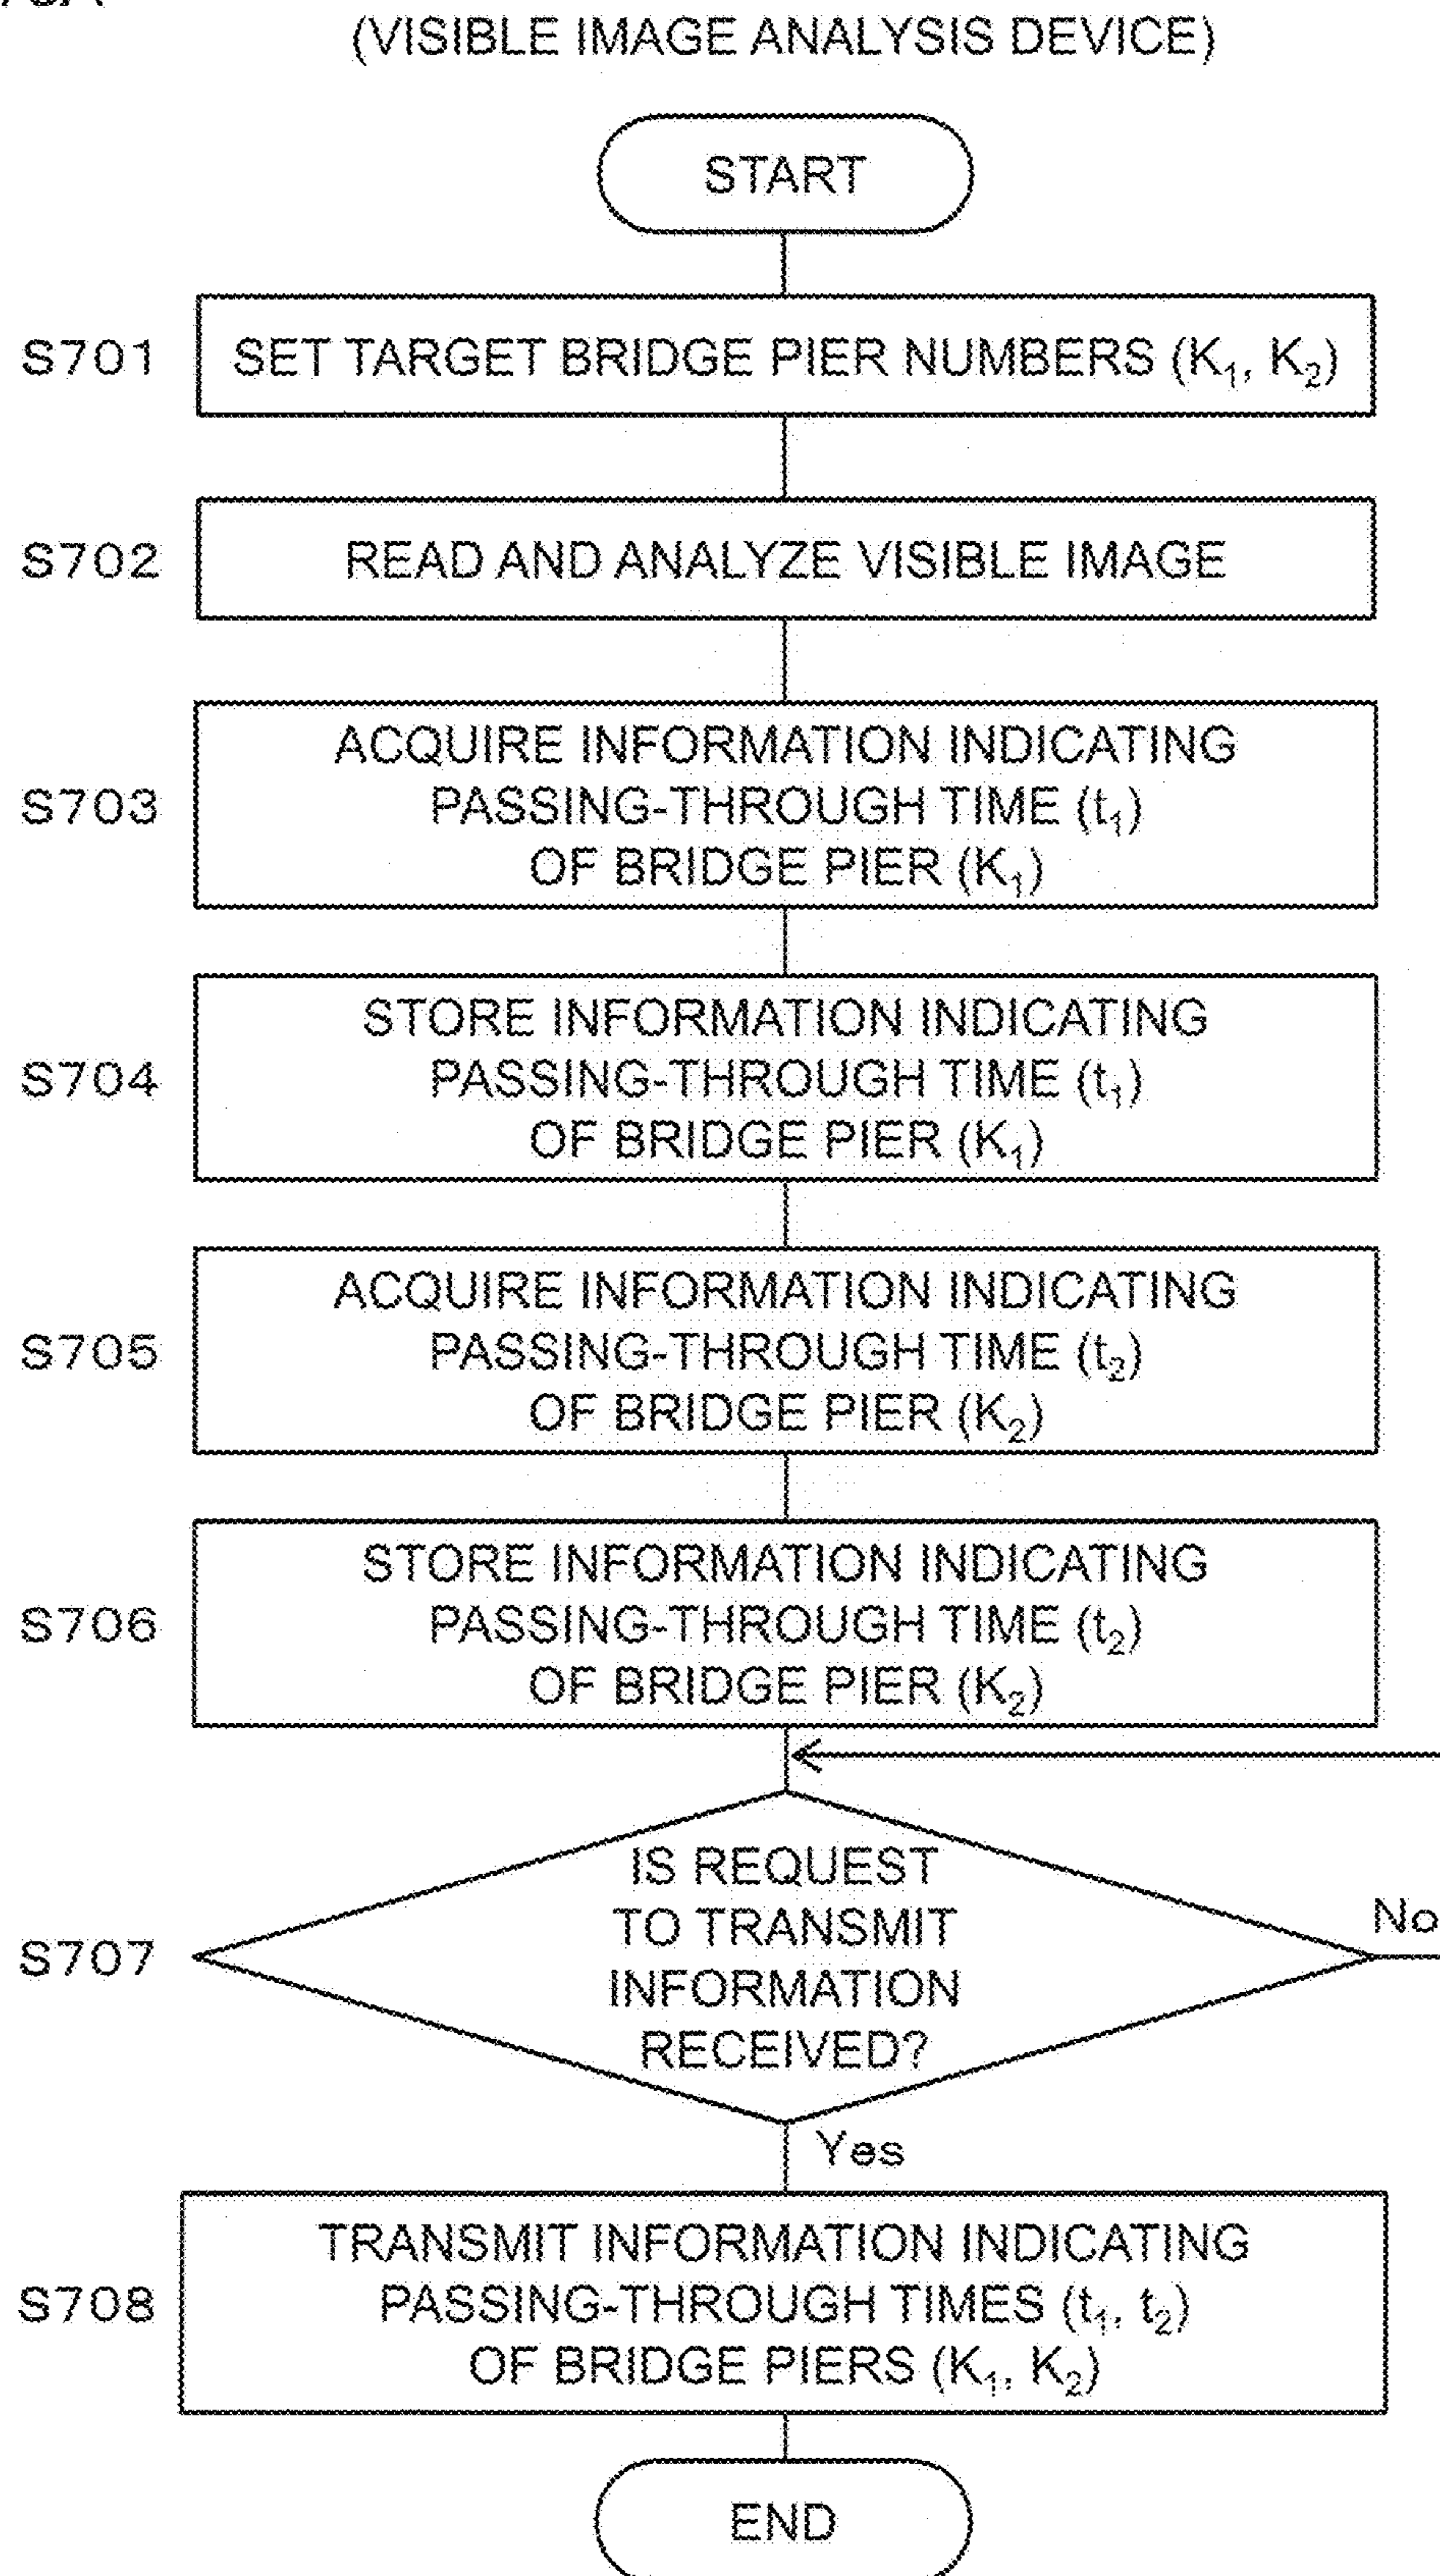 (VISIBLE IMAGE ANALYSIS DEVICE)
START
S701 SET TARGET BRIDGE PIER NUMBERS (K₁, K₂)
S702 READ AND ANALYZE VISIBLE IMAGE
ACQUIRE INFORMATION INDICATING
S703 PASSING-THROUGH TIME (t₁)
OF BRIDGE PIER (K₁)
STORE INFORMATION INDICATING
S704 PASSING-THROUGH TIME (t₁)
OF BRIDGE PIER (K₁)
ACQUIRE INFORMATION INDICATING
S705 PASSING-THROUGH TIME (t₂)
OF BRIDGE PIER (K₂)
STORE INFORMATION INDICATING
S706 PASSING-THROUGH TIME (t₂)
OF BRIDGE PIER (K₂)
IS REQUEST
TO TRANSMIT
No
S707 INFORMATION
RECEIVED?
Yes
TRANSMIT INFORMATION INDICATING
S708 PASSING-THROUGH TIMES (t₁, t₂)
OF BRIDGE PIERS (K₁, K₂)
END